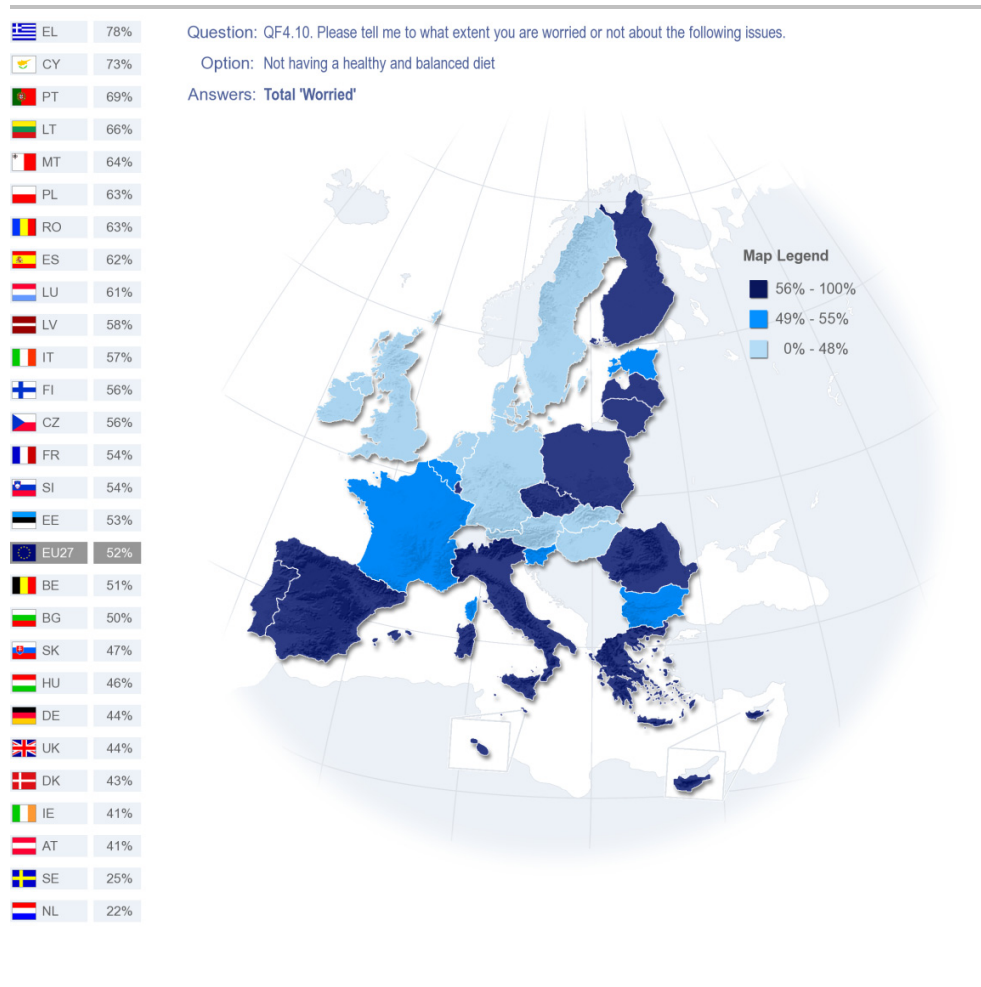 Question: QF4.10. Please tell me to what extent you are worried or not about the following issues.
Option: Not having a healthy and balanced diet
Answers: Total 'Worried'
EL 78%
CY 73%
PT 69%
LT 66%
MT 64%
PL 63%
RO 63%
ES 62%
LU 61%
LV 58%
IT 57%
FI 56%
CZ 56%
FR 54%
SI 54%
EE 53%
EU27 52%
BE 51%
BG 50%
SK 47%
HU 46%
DE 44%
UK 44%
DK 43%
IE 41%
AT 41%
SE 25%
NL 22%
Map Legend
56% - 100%
49% - 55%
0% - 48%